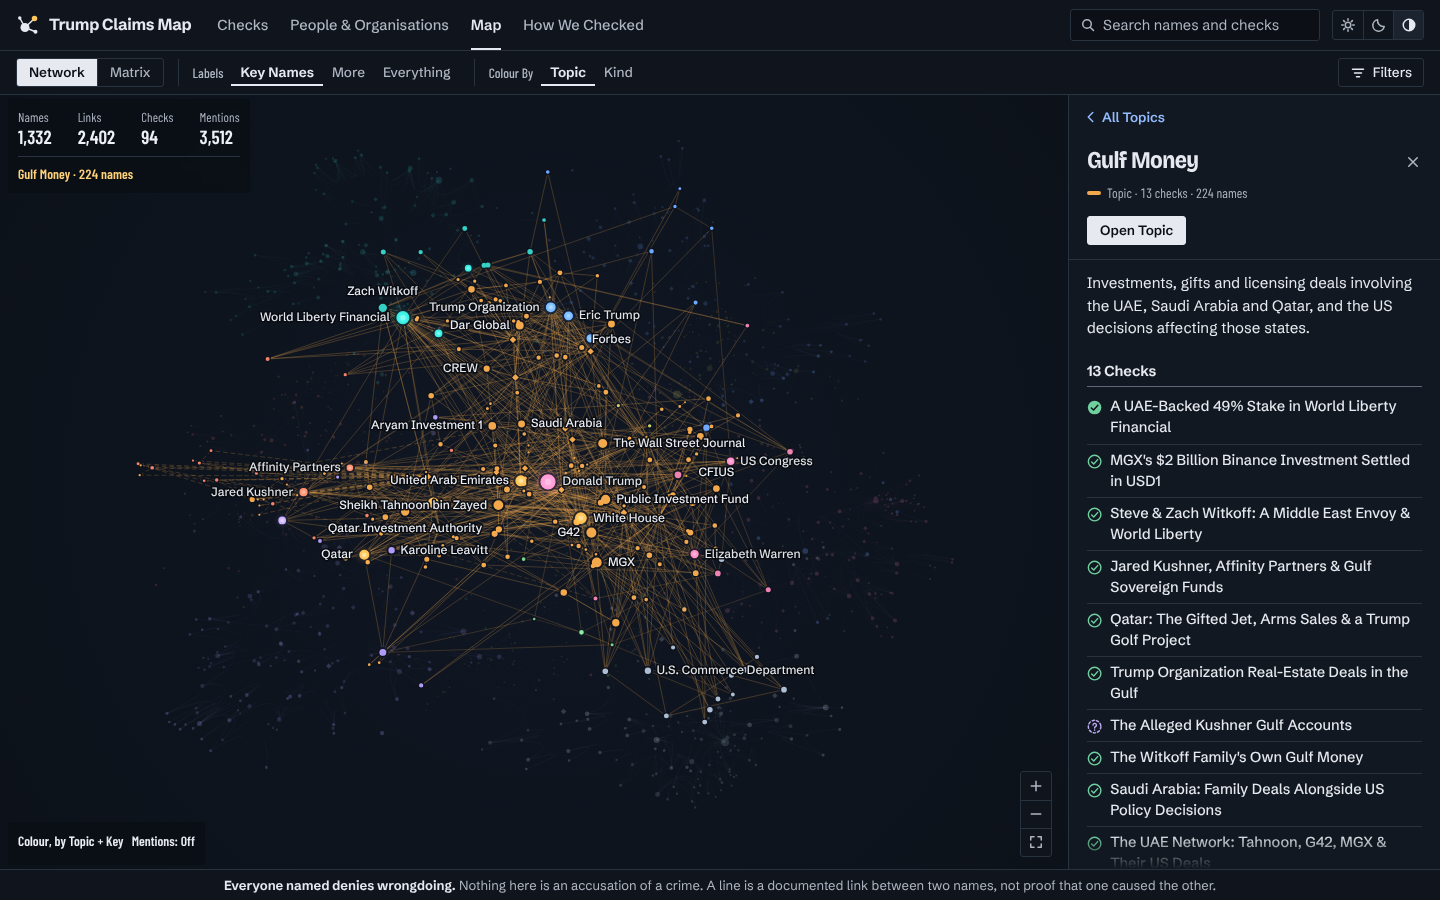 Trump Claims Map
Checks
People & Organisations
Map
How We Checked
Search names and checks
Network
Matrix
Labels
Key Names
More
Everything
Colour By
Topic
Kind
Filters
Names
Links
Checks
Mentions
1,332
2,402
94
3,512
Gulf Money · 224 names
Zach Witkoff
World Liberty Financial
Trump Organization
Eric Trump
Dar Global
Forbes
CREW
Aryam Investment 1
Saudi Arabia
The Wall Street Journal
US Congress
CFIUS
Affinity Partners
United Arab Emirates
Donald Trump
Jared Kushner
Sheikh Tahnoon bin Zayed
Public Investment Fund
White House
Qatar Investment Authority
G42
Qatar
Karoline Leavitt
Elizabeth Warren
MGX
U.S. Commerce Department
Colour, by Topic + Key
Mentions: Off
All Topics
Gulf Money
Topic · 13 checks · 224 names
Open Topic
Investments, gifts and licensing deals involving
the UAE, Saudi Arabia and Qatar, and the US
decisions affecting those states.
13 Checks
A UAE-Backed 49% Stake in World Liberty
Financial
MGX's $2 Billion Binance Investment Settled
in USD1
Steve & Zach Witkoff: A Middle East Envoy &
World Liberty
Jared Kushner, Affinity Partners & Gulf
Sovereign Funds
Qatar: The Gifted Jet, Arms Sales & a Trump
Golf Project
Trump Organization Real-Estate Deals in the
Gulf
The Alleged Kushner Gulf Accounts
The Witkoff Family's Own Gulf Money
Saudi Arabia: Family Deals Alongside US
Policy Decisions
The UAE Network: Tahnoon, G42, MGX &
Their US Deals
Everyone named denies wrongdoing. Nothing here is an accusation of a crime. A line is a documented link between two names, not proof that one caused the other.